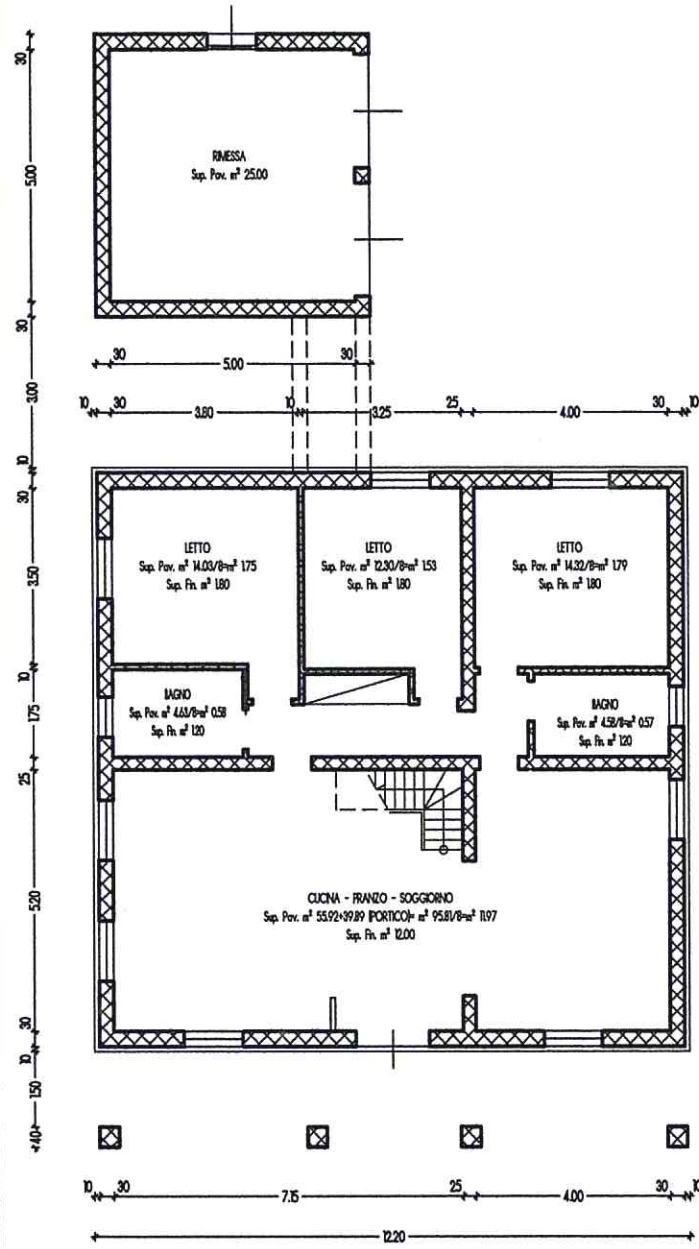 30
5.00
30
3.00
10
30
3.50
10
1.75
25
5.20
30
10
1.50
40
RIMESSA
Sup. Pav. m² 25.00
30
5.00
30
10
30
3.80
10
3.25
25
4.00
30
10
LETTO
Sup. Pav. m² 14.03/8=m² 1.75
Sup. Fin. m² 1.80
LETTO
Sup. Pav. m² 12.30/8=m² 1.53
Sup. Fin. m² 1.80
LETTO
Sup. Pav. m² 14.32/8=m² 1.79
Sup. Fin. m² 1.80
BAGNO
Sup. Pav. m² 4.63/8=m² 0.58
Sup. Fin. m² 1.20
BAGNO
Sup. Pav. m² 4.58/8=m² 0.57
Sup. Fin. m² 1.20
CUCINA - PRANZO - SOGGIORNO
Sup. Pav. m² 55.92+39.89 (PORTICO)= m² 95.81/8=m² 11.97
Sup. Fin. m² 12.00
10
30
7.15
25
4.00
30
10
12.20